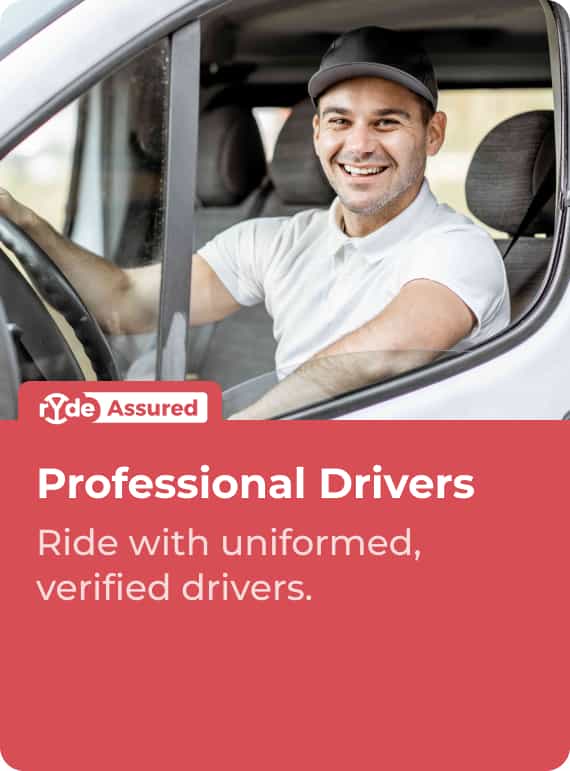 ryde Assured
Professional Drivers
Ride with uniformed,
verified drivers.